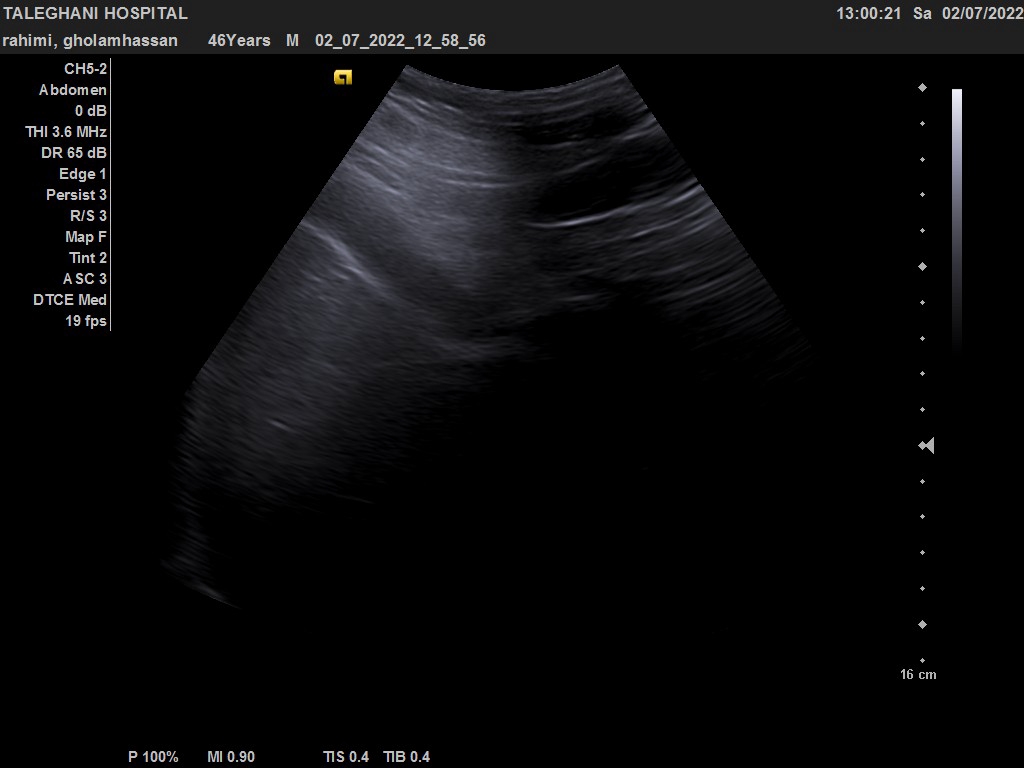 TALEGHANI HOSPITAL
13:00:21 Sa 02/07/2022
rahimi, gholamhassan 46Years M 02_07_2022_12_58_56
CH5-2
Abdomen
0 dB
THI 3.6 MHz
DR 65 dB
Edge 1
Persist 3
R/S 3
Map F
Tint 2
ASC 3
DTCE Med
19 fps
16 cm
P 100% MI 0.90 TIS 0.4 TIB 0.4